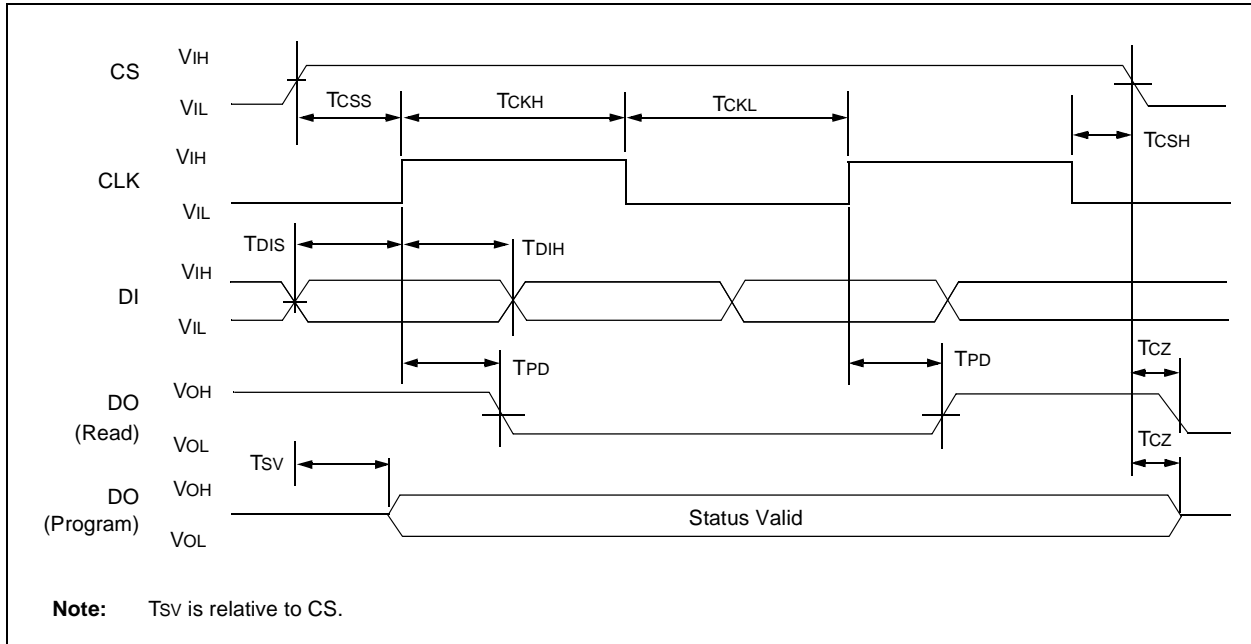 CS
VIH
VIL
TCSS
TCKH
TCKL
TCSH
CLK
VIH
VIL
TDIS
TDIH
DI
VIH
VIL
TPD
TPD
TCZ
DO
(Read)
VOH
VOL
TCZ
TSV
DO
(Program)
VOH
VOL
Status Valid
Note: TSV is relative to CS.